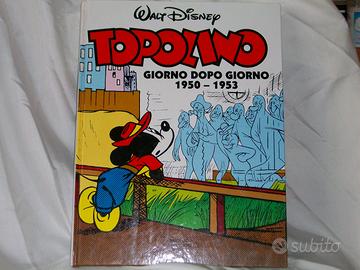 WALT DISNEY
TOPOLINO
GIORNO DOPO GIORNO
1950 - 1953
subito